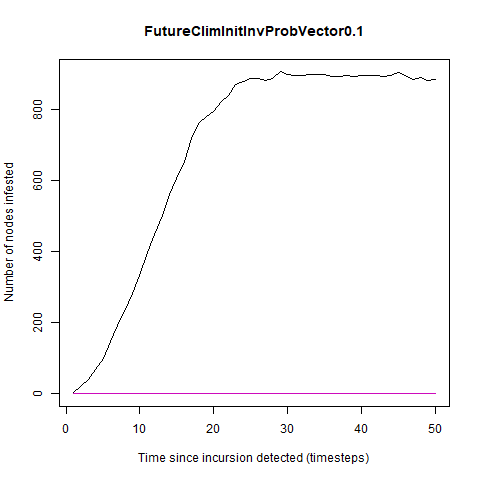 FutureClimInitInvProbVector0.1
Number of nodes infested
800
600
400
200
0
0 10 20 30 40 50
Time since incursion detected (timesteps)